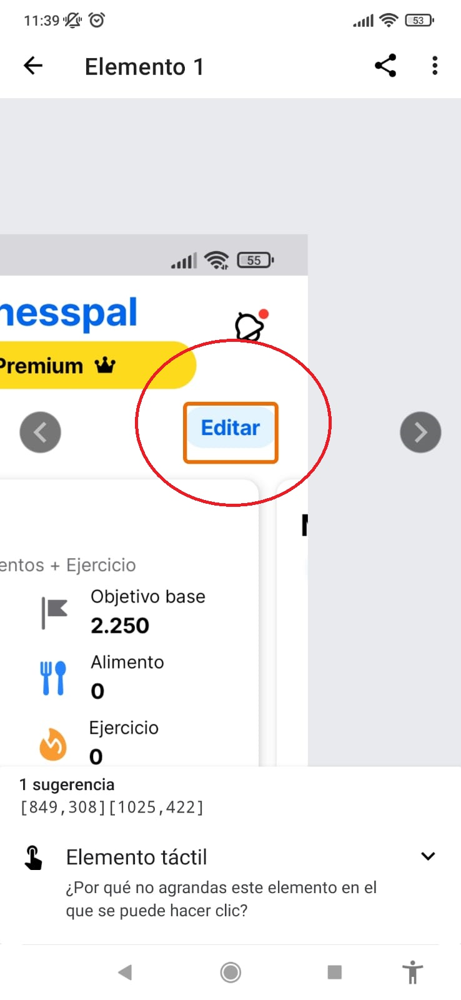 11:39
53
Elemento 1
55
nesspal
Premium
Editar
entos + Ejercicio
Objetivo base
2.250
Alimento
0
Ejercicio
0
1 sugerencia
[849,308][1025,422]
Elemento táctil
¿Por qué no agrandas este elemento en el
que se puede hacer clic?